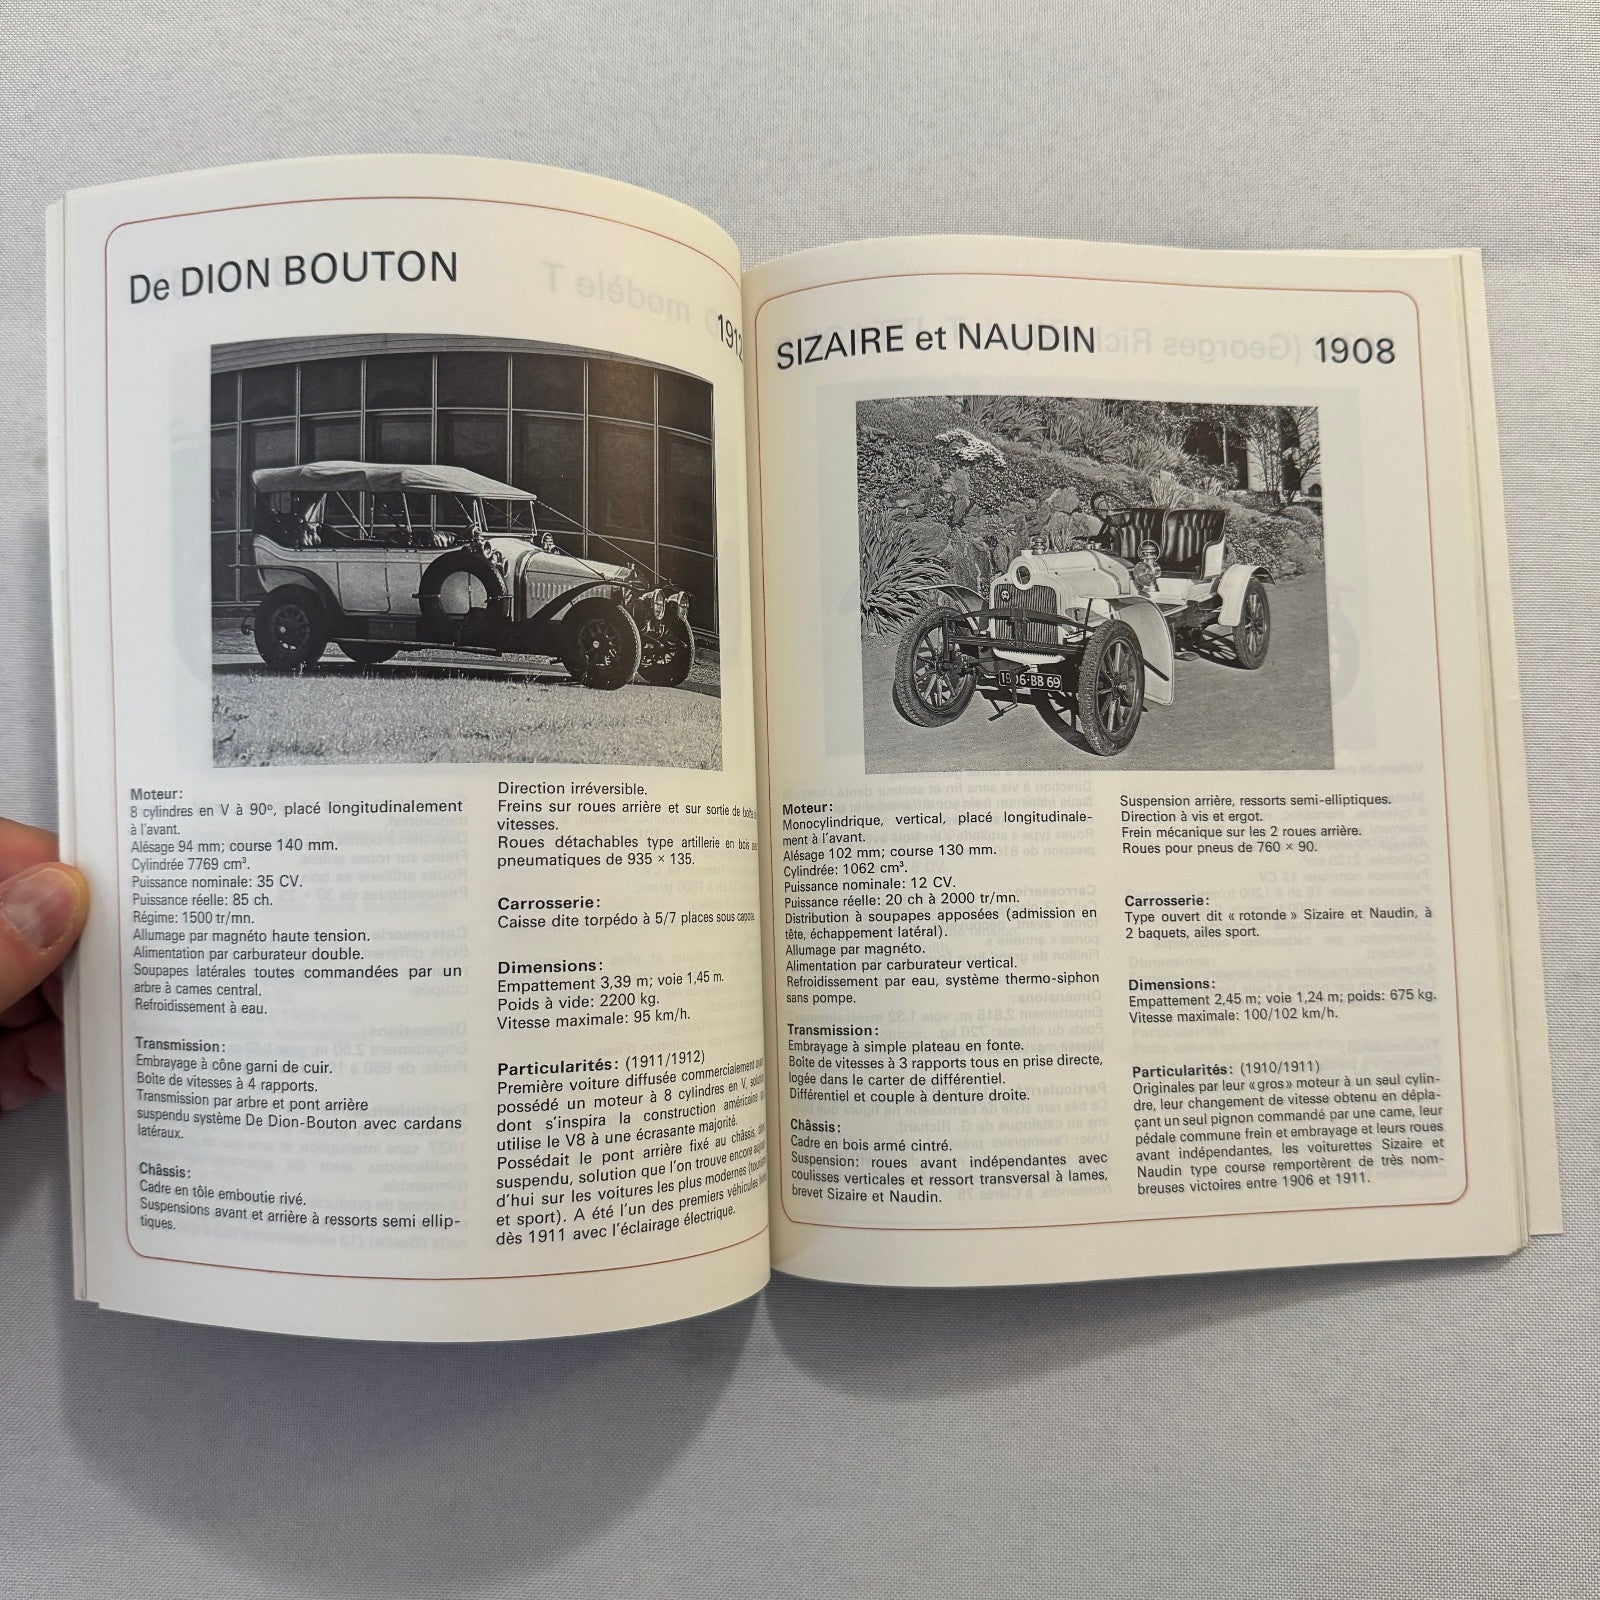 De DION BOUTON
1912
Moteur:
8 cylindres en V à 90º, placé longitudinalement
à l'avant.
Alésage 94 mm; course 140 mm.
Cylindrée 7769 cm³.
Puissance nominale: 35 CV.
Puissance réelle: 85 ch.
Régime: 1500 tr/mn.
Allumage par magnéto haute tension.
Alimentation par carburateur double.
Soupapes latérales toutes commandées par un
arbre à cames central.
Refroidissement à eau.
Transmission:
Embrayage à cône garni de cuir.
Boite de vitesses à 4 rapports.
Transmission par arbre et pont arrière
suspendu système De Dion-Bouton avec cardans
latéraux.
Châssis:
Cadre en tôle emboutie rivé.
Suspensions avant et arrière à ressorts semi ellip-
tiques.
Direction irréversible.
Freins sur roues arrière et sur sortie de boîte
vitesses.
Roues détachables type artillerie en bois
pneumatiques de 935 × 135.
Carrosserie:
Caisse dite torpédo à 5/7 places sous capote
Dimensions:
Empattement 3,39 m; voie 1,45 m.
Poids à vide: 2200 kg.
Vitesse maximale: 95 km/h.
Particularités: (1911/1912)
Première voiture diffusée commercialement
possédé un moteur à 8 cylindres en V,
dont s'inspira la construction américaine
utilise le V8 à une écrasante majorité.
Possédait le pont arrière fixé au châssis,
suspendu, solution que l'on trouve encore
d'hui sur les voitures les plus modernes
et sport). A été l'un des premiers véhicules
dès 1911 avec l'éclairage électrique.
SIZAIRE et NAUDIN
1908
06-BB 69
Moteur:
Monocylindrique, vertical, placé longitudinale-
ment à l'avant.
Alésage 102 mm; course 130 mm.
Cylindrée: 1062 cm³.
Puissance nominale: 12 CV.
Puissance réelle: 20 ch à 2000 tr/mn.
Distribution à soupapes apposées (admission en
tête, échappement latéral).
Allumage par magnéto.
Alimentation par carburateur vertical.
Refroidissement par eau, système thermo-siphon
sans pompe.
Transmission:
Embrayage à simple plateau en fonte.
Boite de vitesses à 3 rapports tous en prise directe,
logée dans le carter de différentiel.
Différentiel et couple à denture droite.
Châssis:
Cadre en bois armé cintré.
Suspension: roues avant indépendantes avec
coulisses verticales et ressort transversal à lames,
brevet Sizaire et Naudin.
Suspension arrière, ressorts semi-elliptiques.
Direction à vis et ergot.
Frein mécanique sur les 2 roues arrière.
Roues pour pneus de 760 × 90.
Carrosserie:
Type ouvert dit « rotonde » Sizaire et Naudin, à
2 baquets, ailes sport.
Dimensions:
Empattement 2,45 m; voie 1,24 m; poids: 675 kg.
Vitesse maximale: 100/102 km/h.
Particularités: (1910/1911)
Originales par leur «gros» moteur à un seul cylin-
dre, leur changement de vitesse obtenu en dépla-
çant un seul pignon commandé par une came, leur
pédale commune frein et embrayage et leurs roues
avant indépendantes, les voiturettes Sizaire et
Naudin type course remportèrent de très nom-
breuses victoires entre 1906 et 1911.